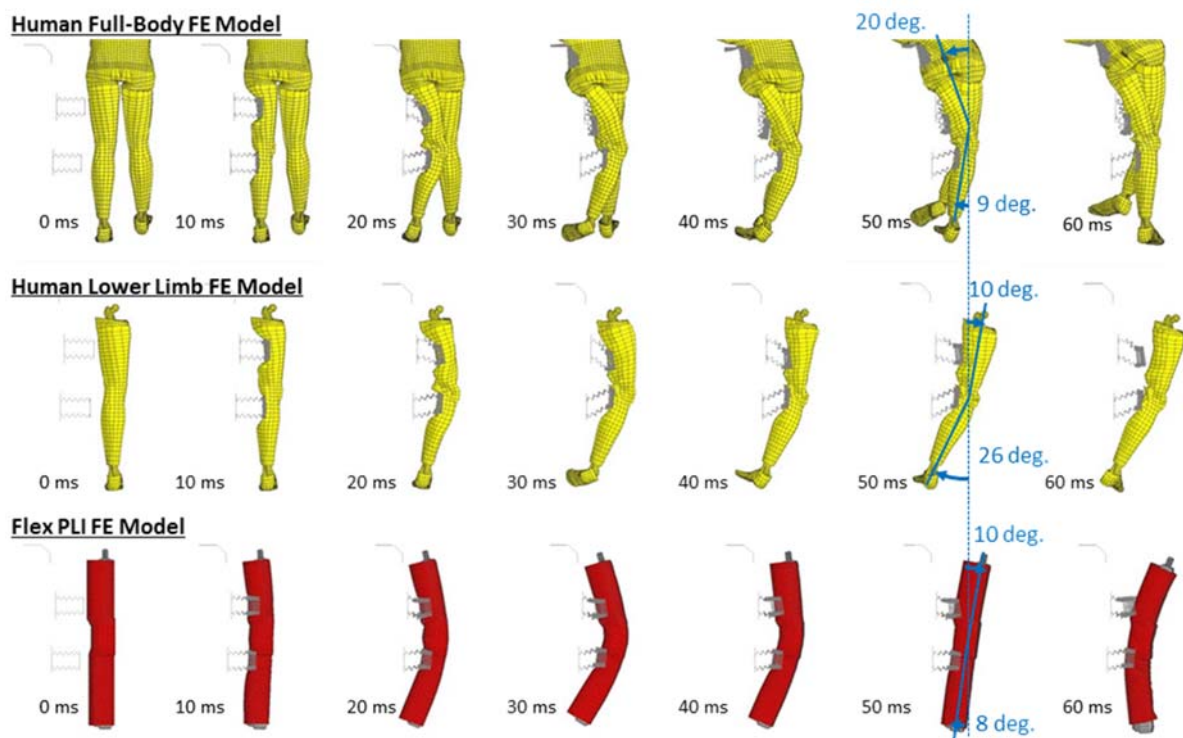 Human Full-Body FE Model
20 deg.
0 ms
10 ms
20 ms
30 ms
40 ms
50 ms
9 deg.
60 ms
Human Lower Limb FE Model
10 deg.
0 ms
10 ms
20 ms
30 ms
40 ms
50 ms
26 deg.
60 ms
Flex PLI FE Model
10 deg.
0 ms
10 ms
20 ms
30 ms
40 ms
50 ms
8 deg.
60 ms